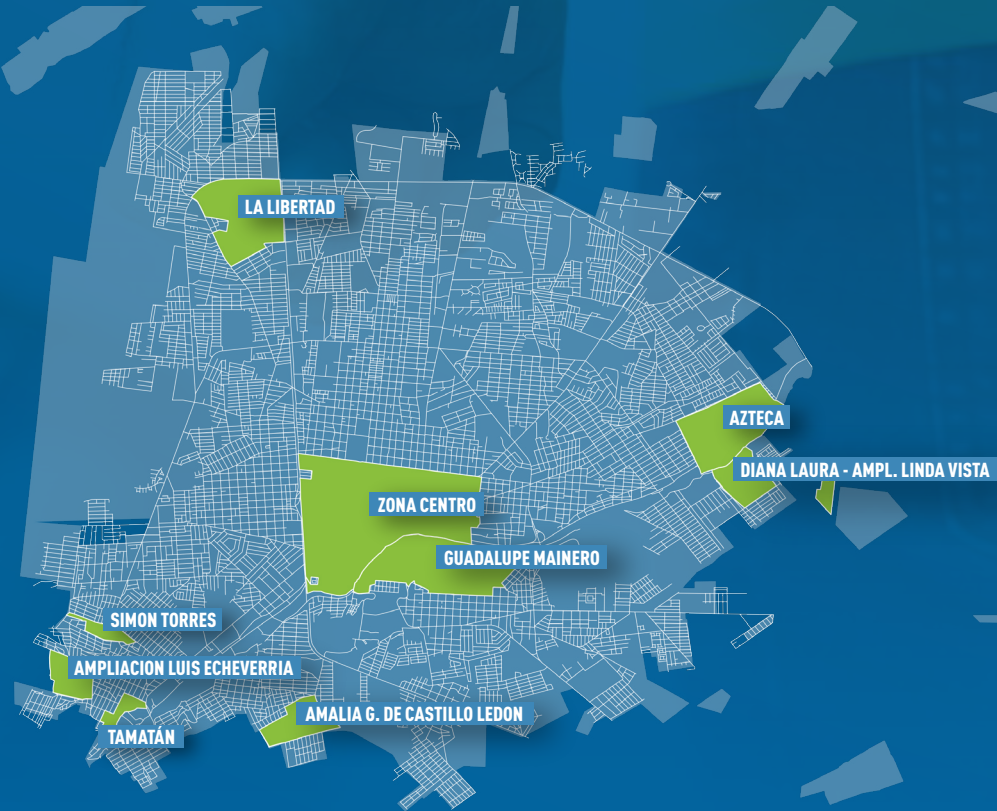 LA LIBERTAD
AZTECA
DIANA LAURA - AMPL. LINDA VISTA
ZONA CENTRO
GUADALUPE MAINERO
SIMON TORRES
AMPLIACION LUIS ECHEVERRIA
AMALIA G. DE CASTILLO LEDON
TAMATÁN